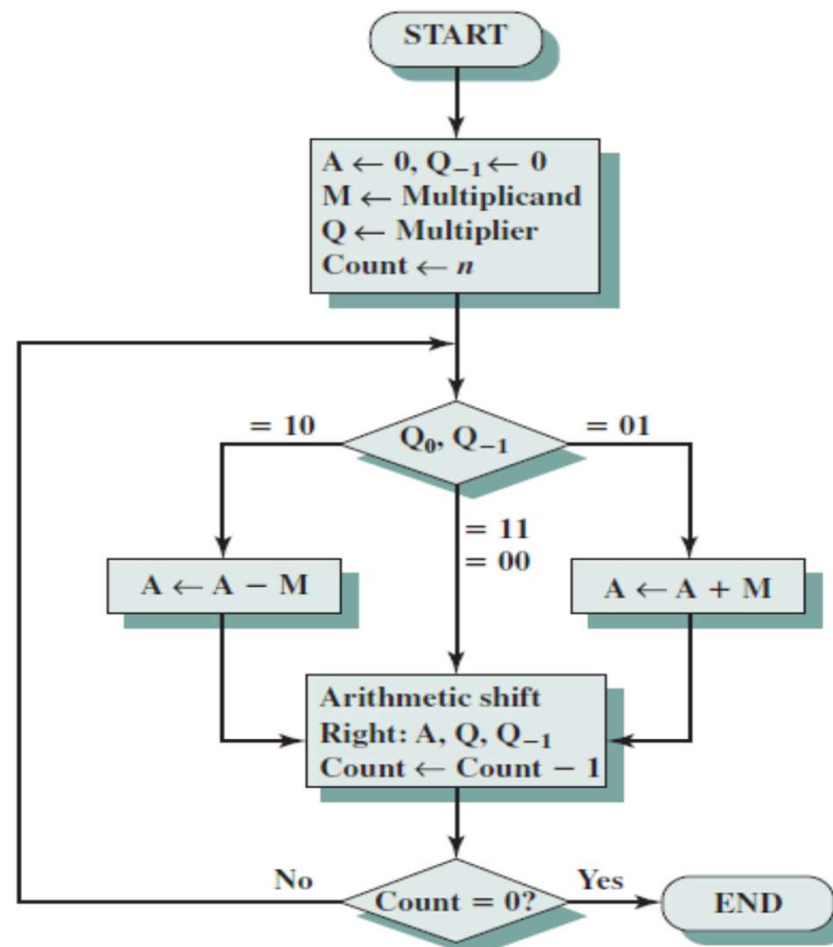 START
A ← 0, Q₋₁ ← 0
M ← Multiplicand
Q ← Multiplier
Count ← n
= 10
Q₀, Q₋₁
= 01
= 11
= 00
A ← A − M
A ← A + M
Arithmetic shift
Right: A, Q, Q₋₁
Count ← Count − 1
No
Count = 0?
Yes
END